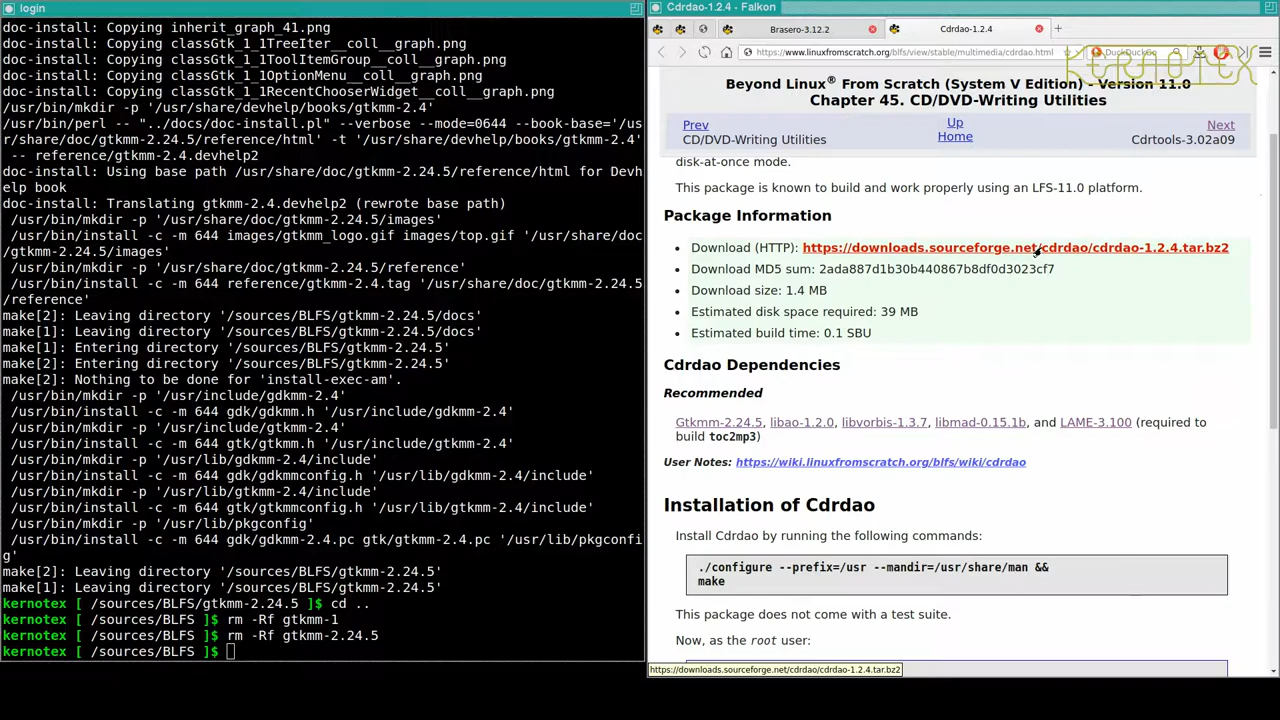 login
doc-install: Copying inherit_graph_41.png
doc-install: Copying classGtk_1_1TreeIter__coll__graph.png
doc-install: Copying classGtk_1_1ToolItemGroup__coll__graph.png
doc-install: Copying classGtk_1_1OptionMenu__coll__graph.png
doc-install: Copying classGtk_1_1RecentChooserWidget__coll__graph.png
/usr/bin/mkdir -p '/usr/share/devhelp/books/gtkmm-2.4'
/usr/bin/perl -- "../docs/doc-install.pl" --verbose --mode=0644 --book-base='/us
r/share/doc/gtkmm-2.24.5/reference/html' -t '/usr/share/devhelp/books/gtkmm-2.4'
-- reference/gtkmm-2.4.devhelp2
doc-install: Using base path /usr/share/doc/gtkmm-2.24.5/reference/html for Devh
elp book
doc-install: Translating gtkmm-2.4.devhelp2 (rewrote base path)
/usr/bin/mkdir -p '/usr/share/doc/gtkmm-2.24.5/images'
/usr/bin/install -c -m 644 images/gtkmm_logo.gif images/top.gif '/usr/share/doc
/gtkmm-2.24.5/images'
/usr/bin/mkdir -p '/usr/share/doc/gtkmm-2.24.5/reference'
/usr/bin/install -c -m 644 reference/gtkmm-2.4.tag '/usr/share/doc/gtkmm-2.24.5
/reference'
make[2]: Leaving directory '/sources/BLFS/gtkmm-2.24.5/docs'
make[1]: Leaving directory '/sources/BLFS/gtkmm-2.24.5/docs'
make[1]: Entering directory '/sources/BLFS/gtkmm-2.24.5'
make[2]: Entering directory '/sources/BLFS/gtkmm-2.24.5'
make[2]: Nothing to be done for 'install-exec-am'.
/usr/bin/mkdir -p '/usr/include/gdkmm-2.4'
/usr/bin/install -c -m 644 gdk/gdkmm.h '/usr/include/gdkmm-2.4'
/usr/bin/mkdir -p '/usr/include/gtkmm-2.4'
/usr/bin/install -c -m 644 gtk/gtkmm.h '/usr/include/gtkmm-2.4'
/usr/bin/mkdir -p '/usr/lib/gdkmm-2.4/include'
/usr/bin/install -c -m 644 gdk/gdkmmconfig.h '/usr/lib/gdkmm-2.4/include'
/usr/bin/mkdir -p '/usr/lib/gtkmm-2.4/include'
/usr/bin/install -c -m 644 gtk/gtkmmconfig.h '/usr/lib/gtkmm-2.4/include'
/usr/bin/mkdir -p '/usr/lib/pkgconfig'
/usr/bin/install -c -m 644 gdk/gdkmm-2.4.pc gtk/gtkmm-2.4.pc '/usr/lib/pkgconfi
g'
make[2]: Leaving directory '/sources/BLFS/gtkmm-2.24.5'
make[1]: Leaving directory '/sources/BLFS/gtkmm-2.24.5'
kernotex [ /sources/BLFS/gtkmm-2.24.5 ]$ cd ..
kernotex [ /sources/BLFS ]$ rm -Rf gtkmm-1
kernotex [ /sources/BLFS ]$ rm -Rf gtkmm-2.24.5
kernotex [ /sources/BLFS ]$
Cdrdao-1.2.4 - Falkon
Brasero-3.12.2
Cdrdao-1.2.4
https://www.linuxfromscratch.org/blfs/view/stable/multimedia/cdrdao.html
DuckDuckGo
KERNOTEX
Beyond Linux® From Scratch (System V Edition) - Version 11.0
Chapter 45. CD/DVD-Writing Utilities
Prev Up Next
CD/DVD-Writing Utilities Home Cdrtools-3.02a09
disk-at-once mode.
This package is known to build and work properly using an LFS-11.0 platform.
Package Information
• Download (HTTP): https://downloads.sourceforge.net/cdrdao/cdrdao-1.2.4.tar.bz2
• Download MD5 sum: 2ada887d1b30b440867b8df0d3023cf7
• Download size: 1.4 MB
• Estimated disk space required: 39 MB
• Estimated build time: 0.1 SBU
Cdrdao Dependencies
Recommended
Gtkmm-2.24.5, libao-1.2.0, libvorbis-1.3.7, libmad-0.15.1b, and LAME-3.100 (required to
build toc2mp3)
User Notes: https://wiki.linuxfromscratch.org/blfs/wiki/cdrdao
Installation of Cdrdao
Install Cdrdao by running the following commands:
./configure --prefix=/usr --mandir=/usr/share/man &&
make
This package does not come with a test suite.
Now, as the root user:
https://downloads.sourceforge.net/cdrdao/cdrdao-1.2.4.tar.bz2